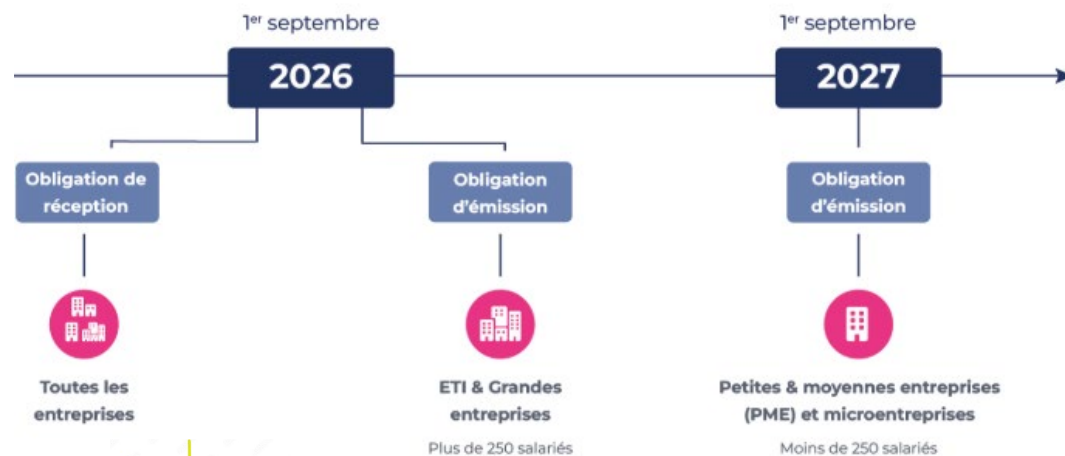 1er septembre
2026
1er septembre
2027
Obligation de
réception
Obligation
d'émission
Obligation
d'émission
Toutes les
entreprises
ETI & Grandes
entreprises
Plus de 250 salariés
Petites & moyennes entreprises
(PME) et microentreprises
Moins de 250 salariés